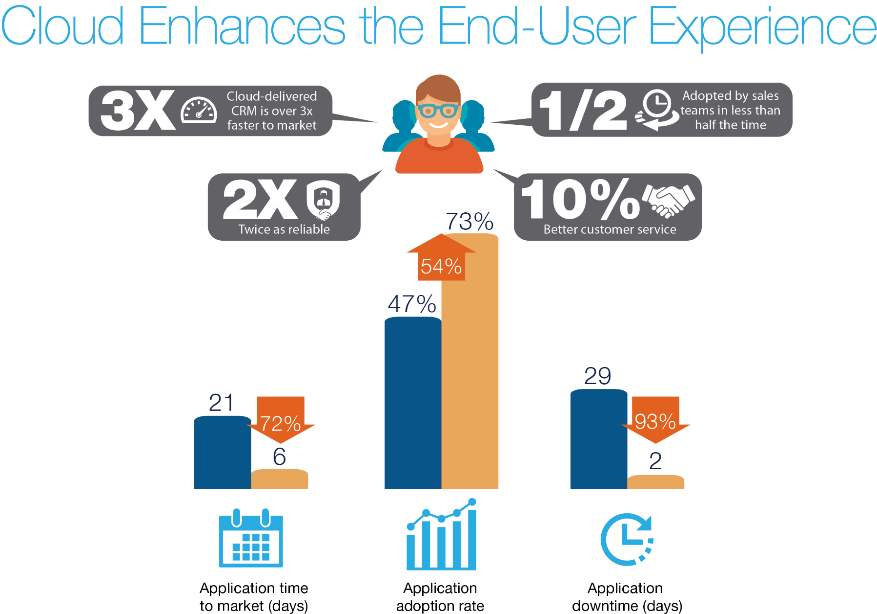 Cloud Enhances the End-User Experience
3X
Cloud-delivered
CRM is over 3x
faster to market
1/2
Adopted by sales
teams in less than
half the time
2X
Twice as reliable
10%
Better customer service
21
72%
6
47%
54%
73%
29
93%
2
Application time
to market (days)
Application
adoption rate
Application
downtime (days)